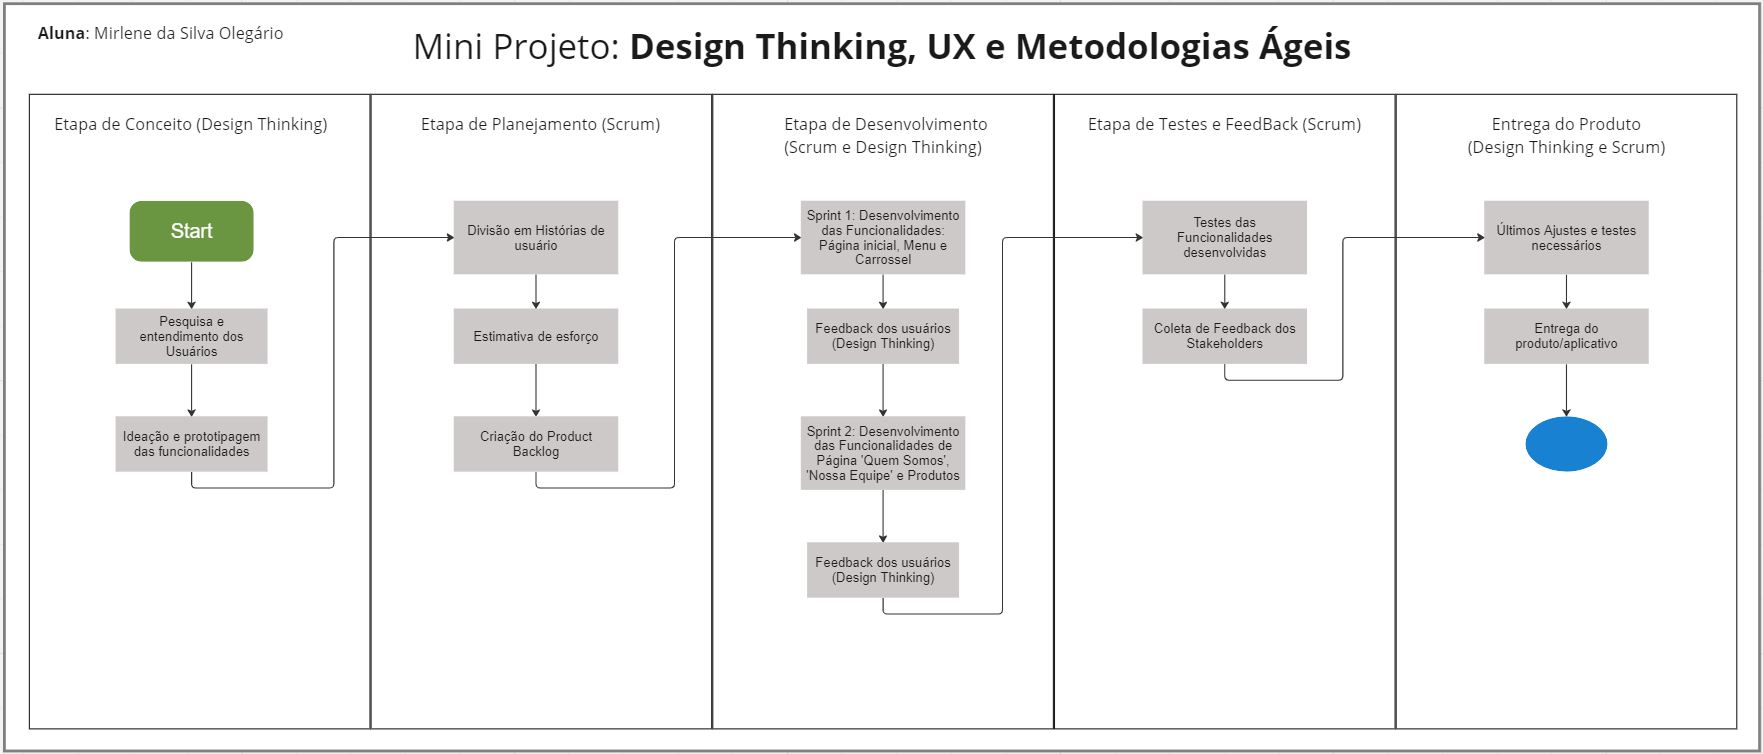 Aluna: Mirlene da Silva Olegário
Mini Projeto: Design Thinking, UX e Metodologias Ágeis
Etapa de Conceito (Design Thinking)
Start
Pesquisa e
entendimento dos
Usuários
Ideação e prototipagem
das funcionalidades
Etapa de Planejamento (Scrum)
Divisão em Histórias de
usuário
Estimativa de esforço
Criação do Product
Backlog
Etapa de Desenvolvimento
(Scrum e Design Thinking)
Sprint 1: Desenvolvimento
das Funcionalidades:
Página inicial, Menu e
Carrossel
Feedback dos usuários
(Design Thinking)
Sprint 2: Desenvolvimento
das Funcionalidades de
Página 'Quem Somos',
'Nossa Equipe' e Produtos
Feedback dos usuários
(Design Thinking)
Etapa de Testes e FeedBack (Scrum)
Testes das
Funcionalidades
desenvolvidas
Coleta de Feedback dos
Stakeholders
Entrega do Produto
(Design Thinking e Scrum)
Últimos Ajustes e testes
necessários
Entrega do
produto/aplicativo